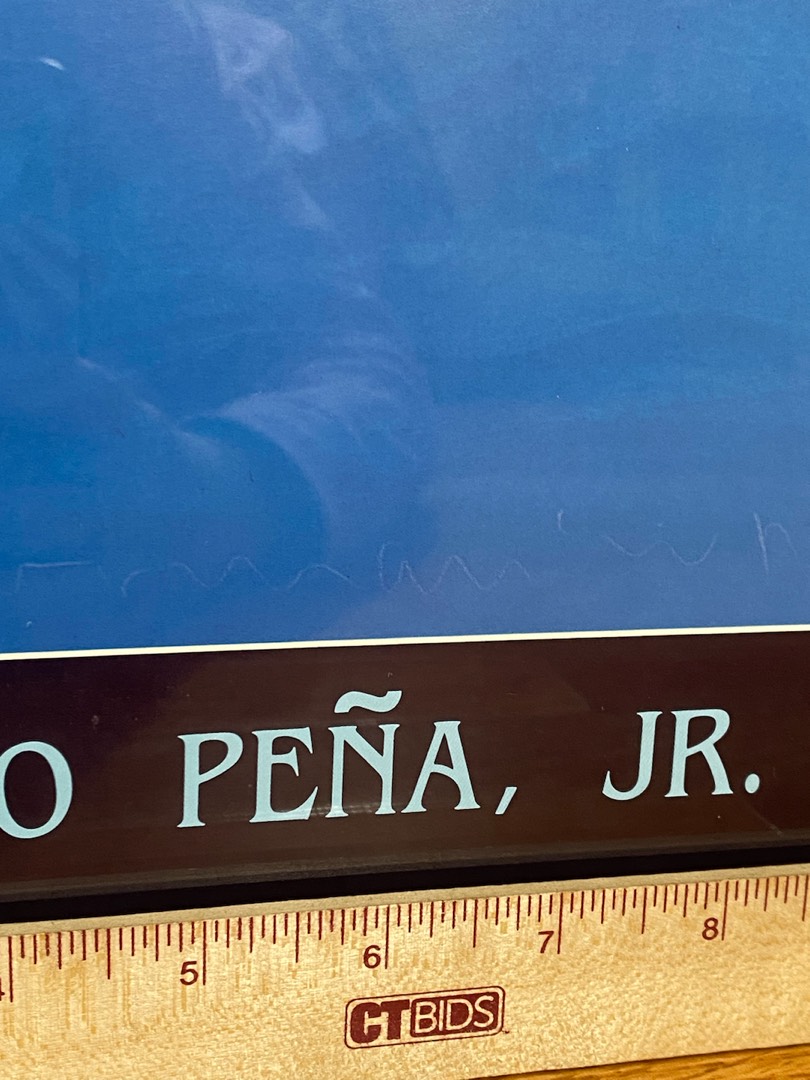 O PEÑA, JR.
5 6 7 8
CTBIDS